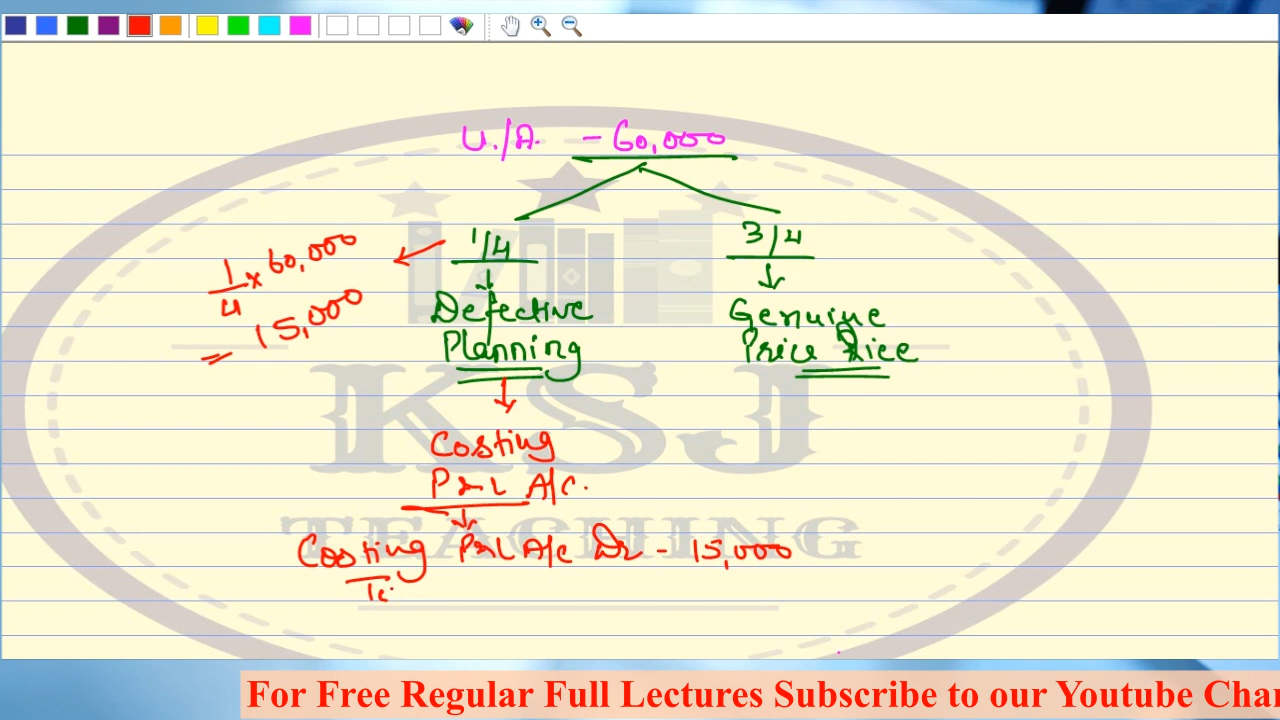 U./A. - 60,000
1/4
3/4
1/4 × 60,000
= 15,000
Defective
Planning
Genuine
Price Rice
Costing
P&L A/c.
Costing P&L A/c Dr - 15,000
KSJ
TEACHING
For Free Regular Full Lectures Subscribe to our Youtube Chan